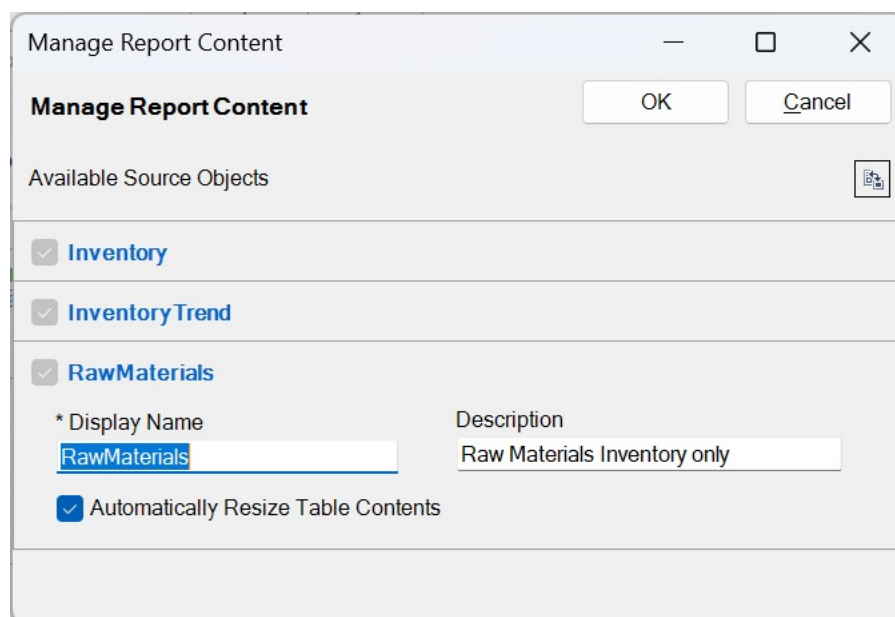 Manage Report Content
Manage Report Content
OK
Cancel
Available Source Objects
Inventory
InventoryTrend
RawMaterials
* Display Name
Description
RawMaterials
Raw Materials Inventory only
Automatically Resize Table Contents